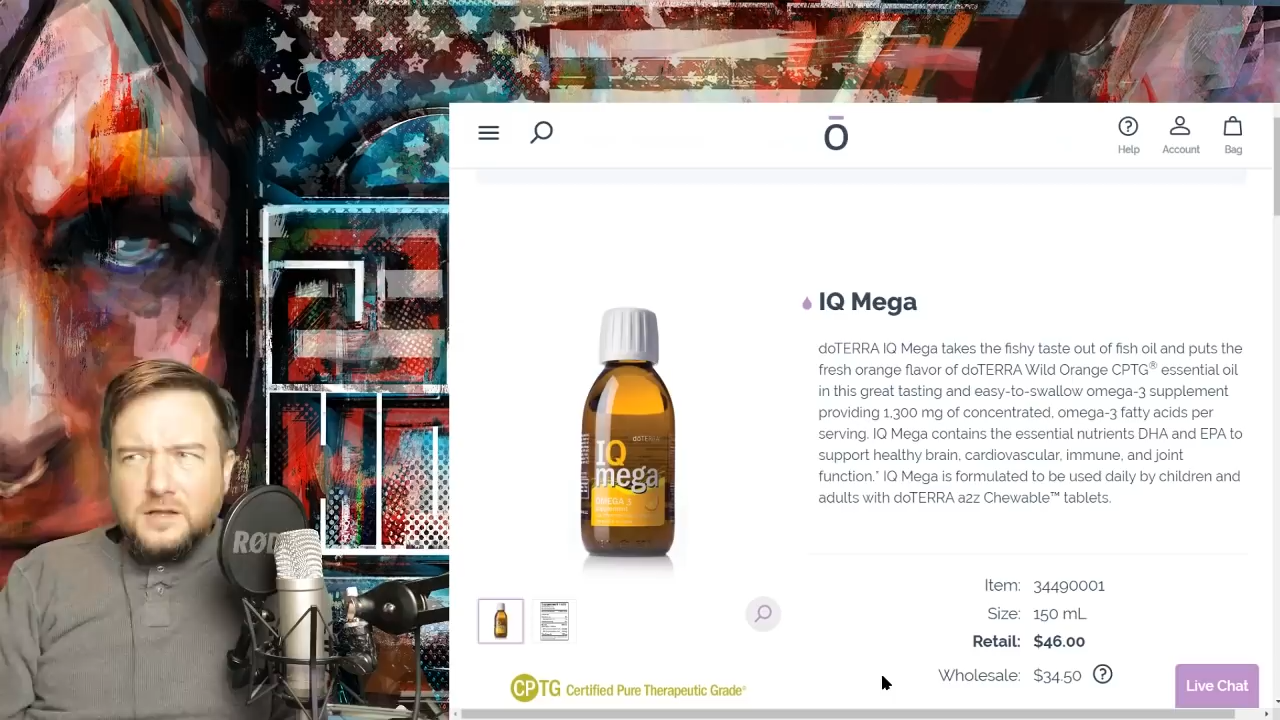 Help
Account
Bag
IQ Mega
doTERRA IQ Mega takes the fishy taste out of fish oil and puts the
fresh orange flavor of doTERRA Wild Orange CPTG® essential oil
in this great tasting and easy-to-swallow omega-3 supplement
providing 1,300 mg of concentrated, omega-3 fatty acids per
serving. IQ Mega contains the essential nutrients DHA and EPA to
support healthy brain, cardiovascular, immune, and joint
function.* IQ Mega is formulated to be used daily by children and
adults with doTERRA a2z Chewable™ tablets.
doTERRA
IQ
mega
OMEGA 3
Item: 34490001
Size: 150 mL
Retail: $46.00
Wholesale: $34.50
CPTG Certified Pure Therapeutic Grade®
Live Chat
RØD